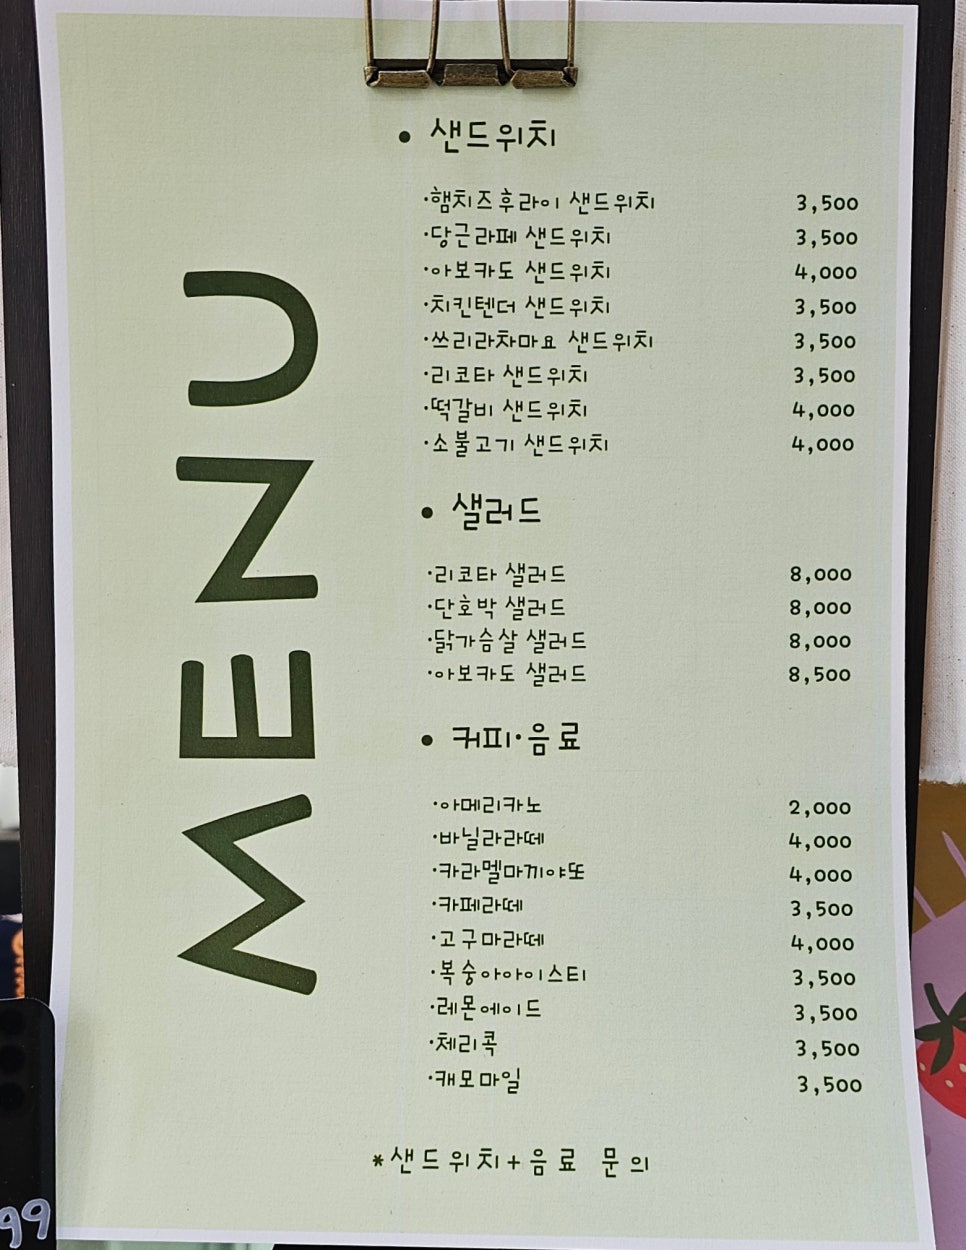 MENU
• 샌드위치
·햄치즈후라이 샌드위치 3,500
·당근라페 샌드위치 3,500
·아보카도 샌드위치 4,000
·치킨텐더 샌드위치 3,500
·쓰리라차마요 샌드위치 3,500
·리코타 샌드위치 3,500
·떡갈비 샌드위치 4,000
·소불고기 샌드위치 4,000
• 샐러드
·리코타 샐러드 8,000
·단호박 샐러드 8,000
·닭가슴살 샐러드 8,000
·아보카도 샐러드 8,500
• 커피·음료
·아메리카노 2,000
·바닐라라떼 4,000
·카라멜마끼야또 4,000
·카페라떼 3,500
·고구마라떼 4,000
·복숭아아이스티 3,500
·레몬에이드 3,500
·체리콕 3,500
·캐모마일 3,500
*샌드위치+음료 문의
99